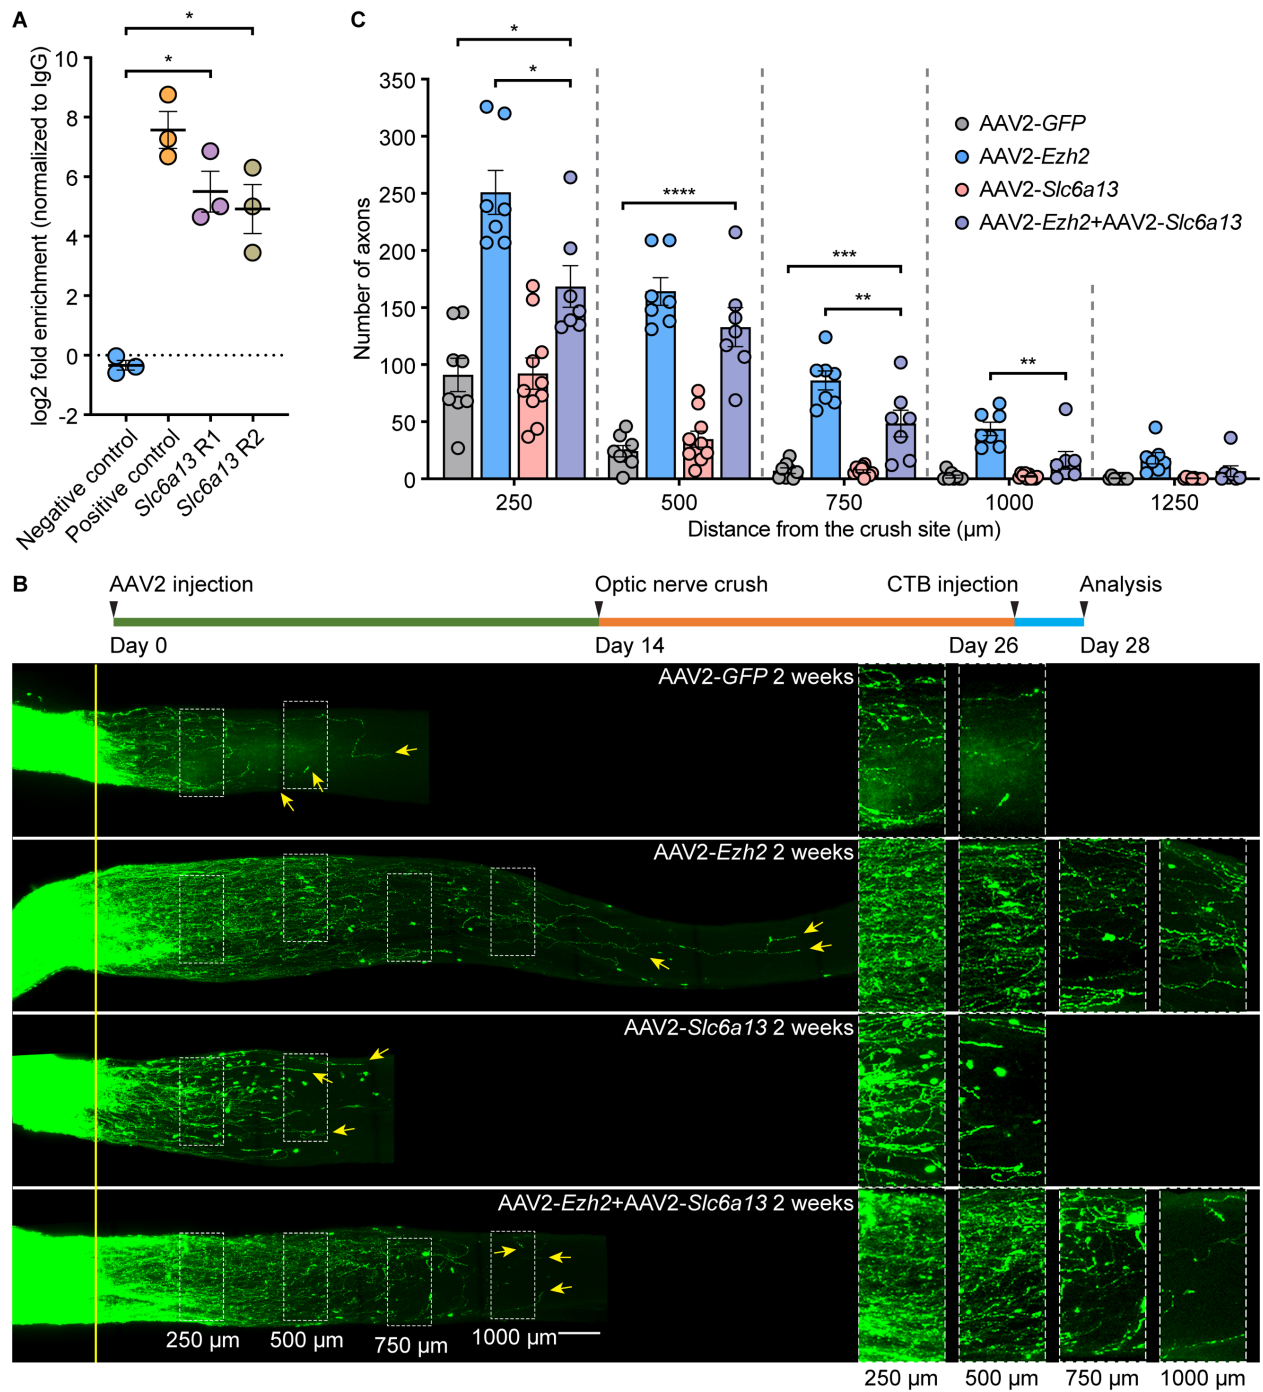 A
*
*
log2 fold enrichment (normalized to IgG)
10
8
6
4
2
0
-2
Negative control
Positive control
Slc6a13 R1
Slc6a13 R2
C
*
*
****
***
**
**
Number of axons
350
300
250
200
150
100
50
0
AAV2-GFP
AAV2-Ezh2
AAV2-Slc6a13
AAV2-Ezh2+AAV2-Slc6a13
250
500
750
1000
1250
Distance from the crush site (µm)
B
AAV2 injection
Optic nerve crush
CTB injection
Analysis
Day 0
Day 14
Day 26
Day 28
AAV2-GFP 2 weeks
AAV2-Ezh2 2 weeks
AAV2-Slc6a13 2 weeks
AAV2-Ezh2+AAV2-Slc6a13 2 weeks
250 µm
500 µm
750 µm
1000 µm
250 µm
500 µm
750 µm
1000 µm